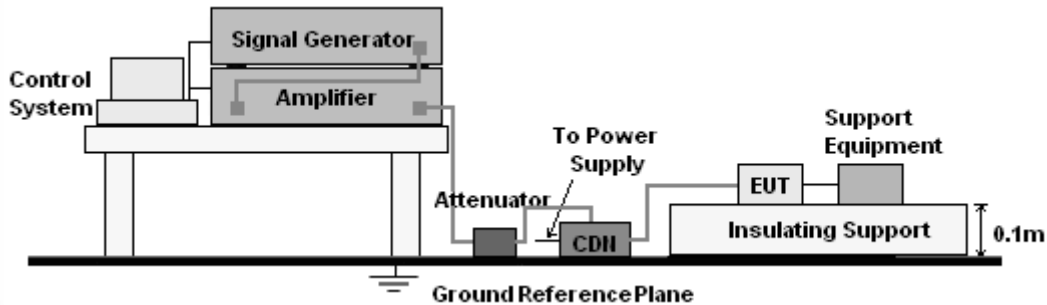 Signal Generator
Control
System
Amplifier
To Power
Supply
Support
Equipment
Attenuator
EUT
CDN
Insulating Support
0.1m
Ground Reference Plane